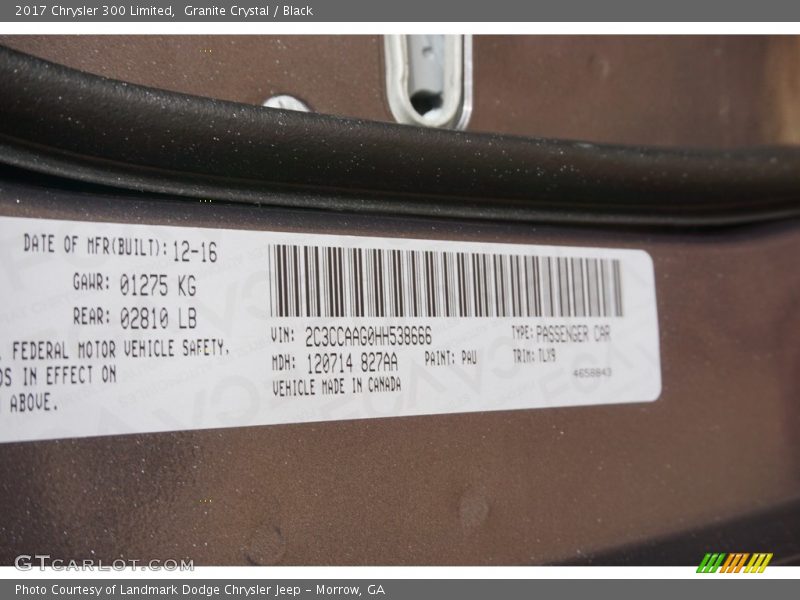 2017 Chrysler 300 Limited,  Granite Crystal / Black
DATE OF MFR(BUILT): 12-16
GAWR: 01275 KG
REAR: 02810 LB
FEDERAL MOTOR VEHICLE SAFETY,
DS IN EFFECT ON
ABOVE.
VIN: 2C3CCAAG0HH538666
TYPE: PASSENGER CAR
MDH: 120714 827AA
PAINT: PAU
TRIM: TLX9
VEHICLE MADE IN CANADA
4658843
GTCARLOT.COM
Photo Courtesy of Landmark Dodge Chrysler Jeep – Morrow, GA